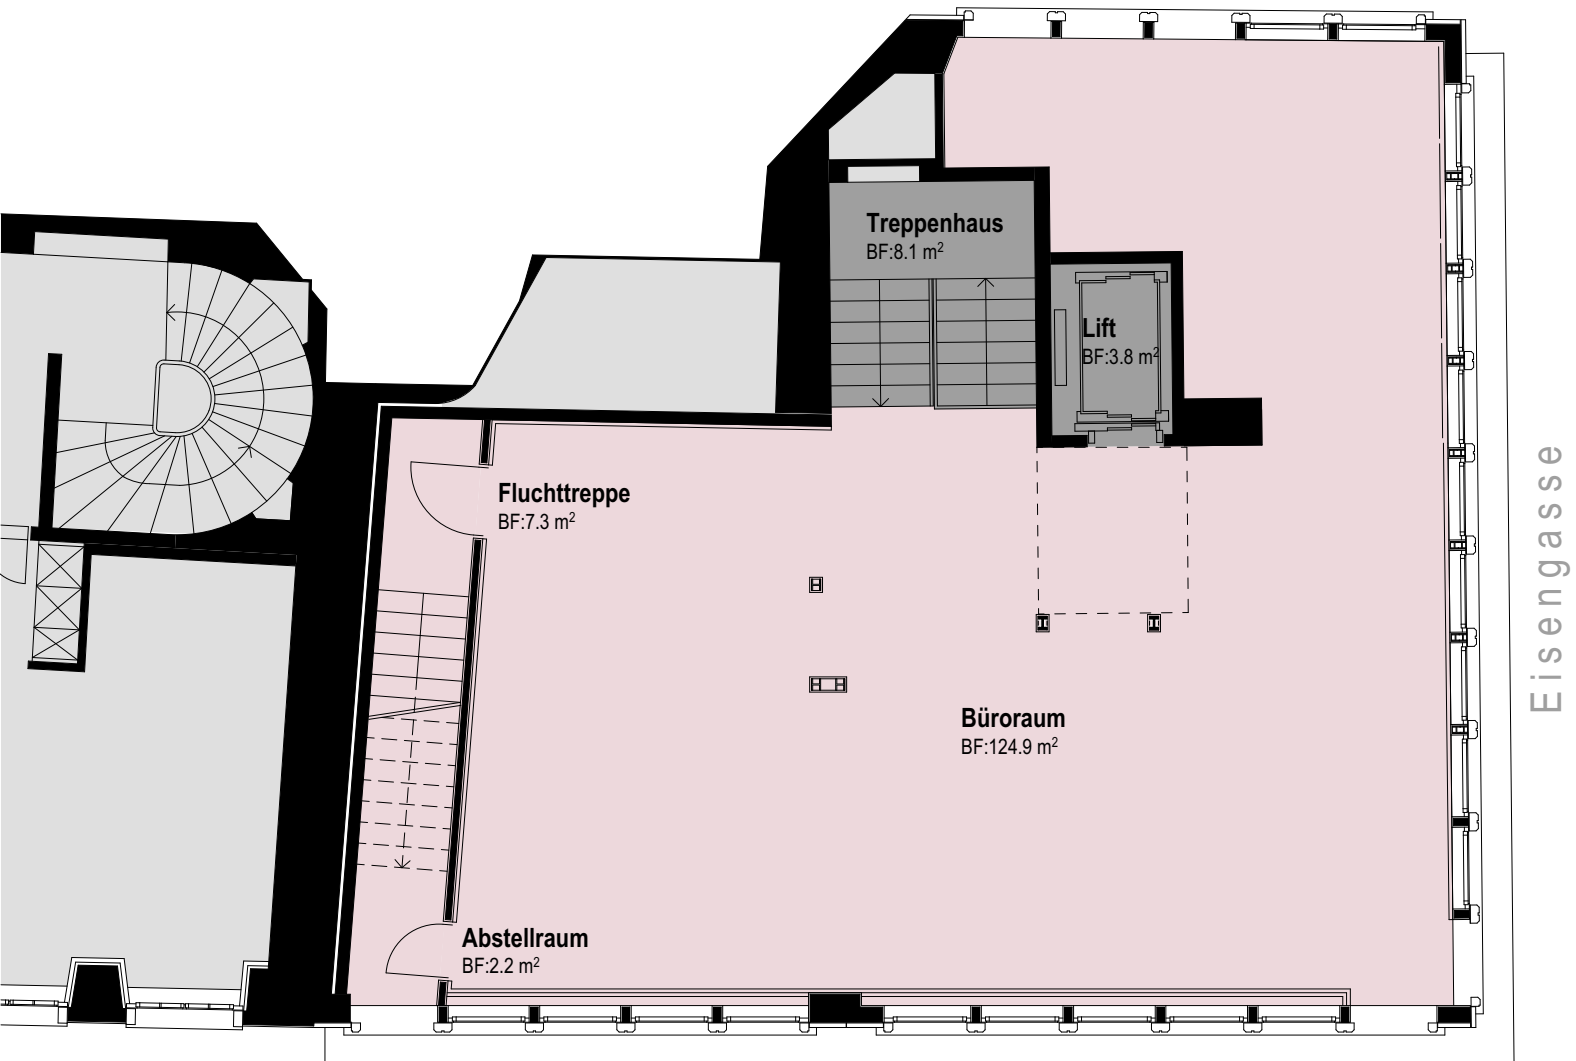 Treppenhaus
BF:8.1 m²
Lift
BF:3.8 m²
Fluchttreppe
BF:7.3 m²
Eisengasse
Büroraum
BF:124.9 m²
Abstellraum
BF:2.2 m²